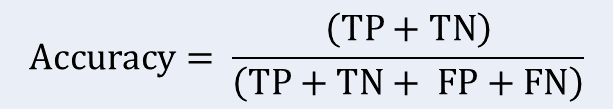 Accuracy = (TP + TN)
(TP + TN + FP + FN)